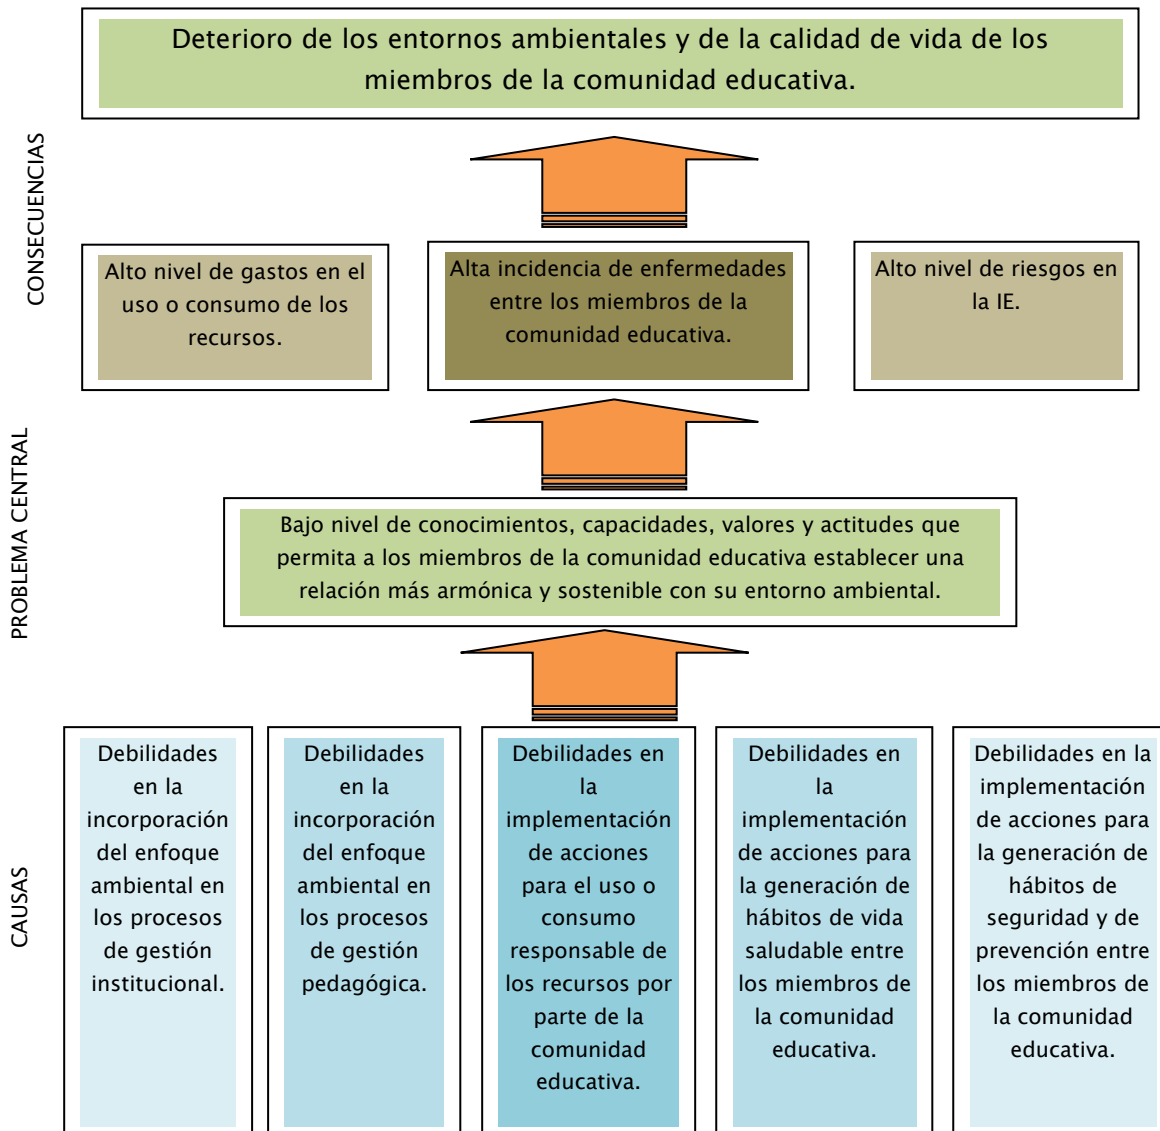 Deterioro de los entornos ambientales y de la calidad de vida de los
miembros de la comunidad educativa.
CONSECUENCIAS
Alto nivel de gastos en el
uso o consumo de los
recursos.
Alta incidencia de enfermedades
entre los miembros de la
comunidad educativa.
Alto nivel de riesgos en
la IE.
PROBLEMA CENTRAL
Bajo nivel de conocimientos, capacidades, valores y actitudes que
permita a los miembros de la comunidad educativa establecer una
relación más armónica y sostenible con su entorno ambiental.
CAUSAS
Debilidades
en la
incorporación
del enfoque
ambiental en
los procesos
de gestión
institucional.
Debilidades
en la
incorporación
del enfoque
ambiental en
los procesos
de gestión
pedagógica.
Debilidades en
la
implementación
de acciones
para el uso o
consumo
responsable de
los recursos por
parte de la
comunidad
educativa.
Debilidades en
la
implementación
de acciones para
la generación de
hábitos de vida
saludable entre
los miembros de
la comunidad
educativa.
Debilidades en la
implementación
de acciones para
la generación de
hábitos de
seguridad y de
prevención entre
los miembros de
la comunidad
educativa.